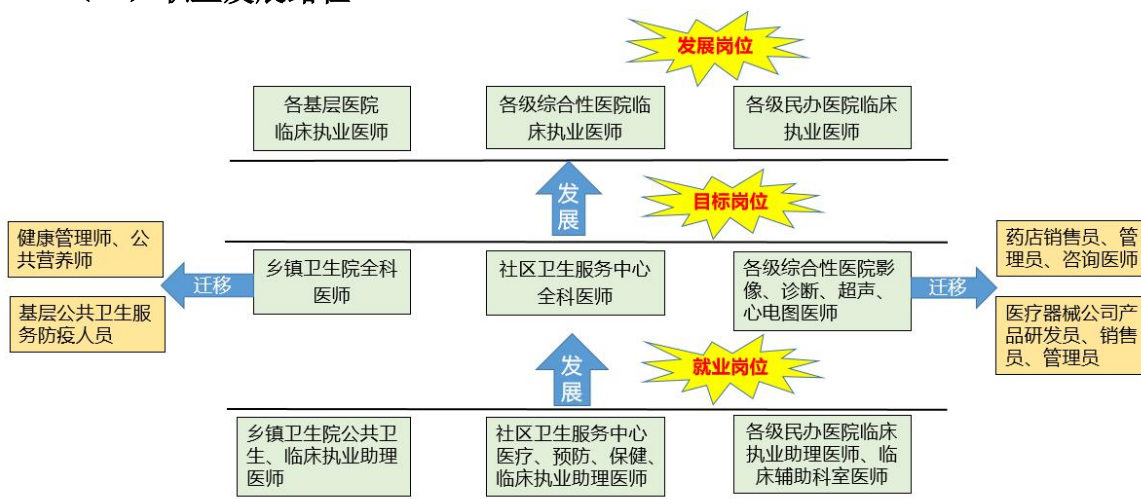 发展岗位
各基层医院
临床执业医师
各级综合性医院临
床执业医师
各级民办医院临床
执业医师
发
展
目标岗位
健康管理师、公
共营养师
基层公共卫生服
务防疫人员
迁移
乡镇卫生院全科
医师
社区卫生服务中心
全科医师
各级综合性医院影
像、诊断、超声、
心电图医师
迁移
药店销售员、管
理员、咨询医师
医疗器械公司产
品研发员、销售
员、管理员
发
展
就业岗位
乡镇卫生院公共卫
生、临床执业助理
医师
社区卫生服务中心
医疗、预防、保健、
临床执业助理医师
各级民办医院临床
执业助理医师、临
床辅助科室医师